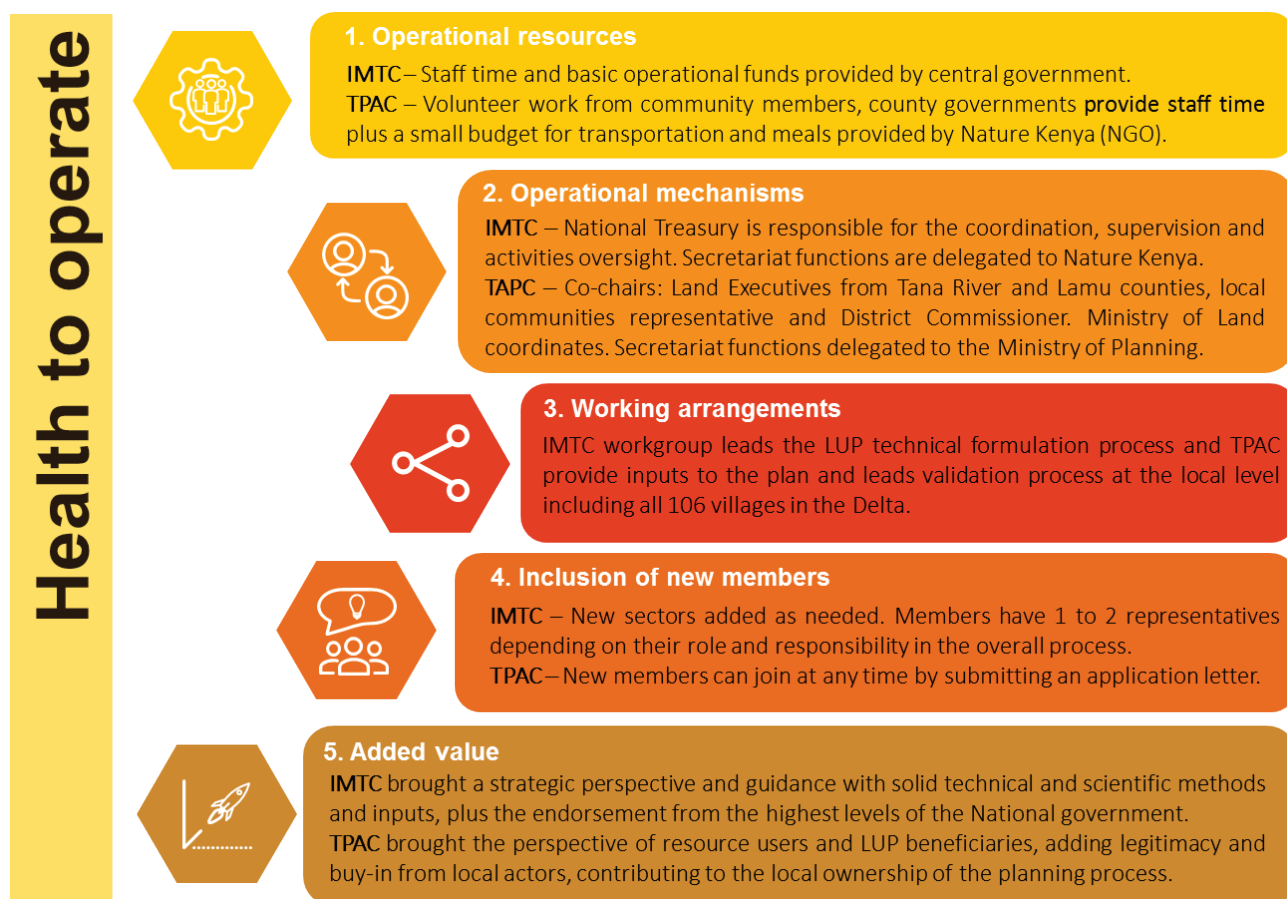 Health to operate
1. Operational resources
IMTC – Staff time and basic operational funds provided by central government.
TPAC – Volunteer work from community members, county governments provide staff time
plus a small budget for transportation and meals provided by Nature Kenya (NGO).
2. Operational mechanisms
IMTC – National Treasury is responsible for the coordination, supervision and
activities oversight. Secretariat functions are delegated to Nature Kenya.
TAPC – Co-chairs: Land Executives from Tana River and Lamu counties, local
communities representative and District Commissioner. Ministry of Land
coordinates. Secretariat functions delegated to the Ministry of Planning.
3. Working arrangements
IMTC workgroup leads the LUP technical formulation process and TPAC
provide inputs to the plan and leads validation process at the local level
including all 106 villages in the Delta.
4. Inclusion of new members
IMTC – New sectors added as needed. Members have 1 to 2 representatives
depending on their role and responsibility in the overall process.
TPAC – New members can join at any time by submitting an application letter.
5. Added value
IMTC brought a strategic perspective and guidance with solid technical and scientific methods
and inputs, plus the endorsement from the highest levels of the National government.
TPAC brought the perspective of resource users and LUP beneficiaries, adding legitimacy and
buy-in from local actors, contributing to the local ownership of the planning process.